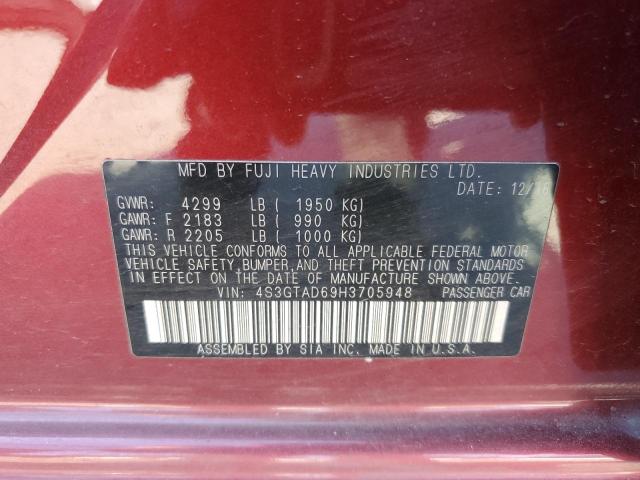 MFD BY FUJI HEAVY INDUSTRIES LTD.
DATE: 12/16
GVWR: 4299 LB ( 1950 KG)
GAWR: F 2183 LB ( 990 KG)
GAWR: R 2205 LB ( 1000 KG)
THIS VEHICLE CONFORMS TO ALL APPLICABLE FEDERAL MOTOR
VEHICLE SAFETY, BUMPER, AND THEFT PREVENTION STANDARDS
IN EFFECT ON THE DATE OF MANUFACTURE SHOWN ABOVE.
VIN: 4S3GTAD69H3705948 PASSENGER CAR
ASSEMBLED BY SIA INC. MADE IN U.S.A.